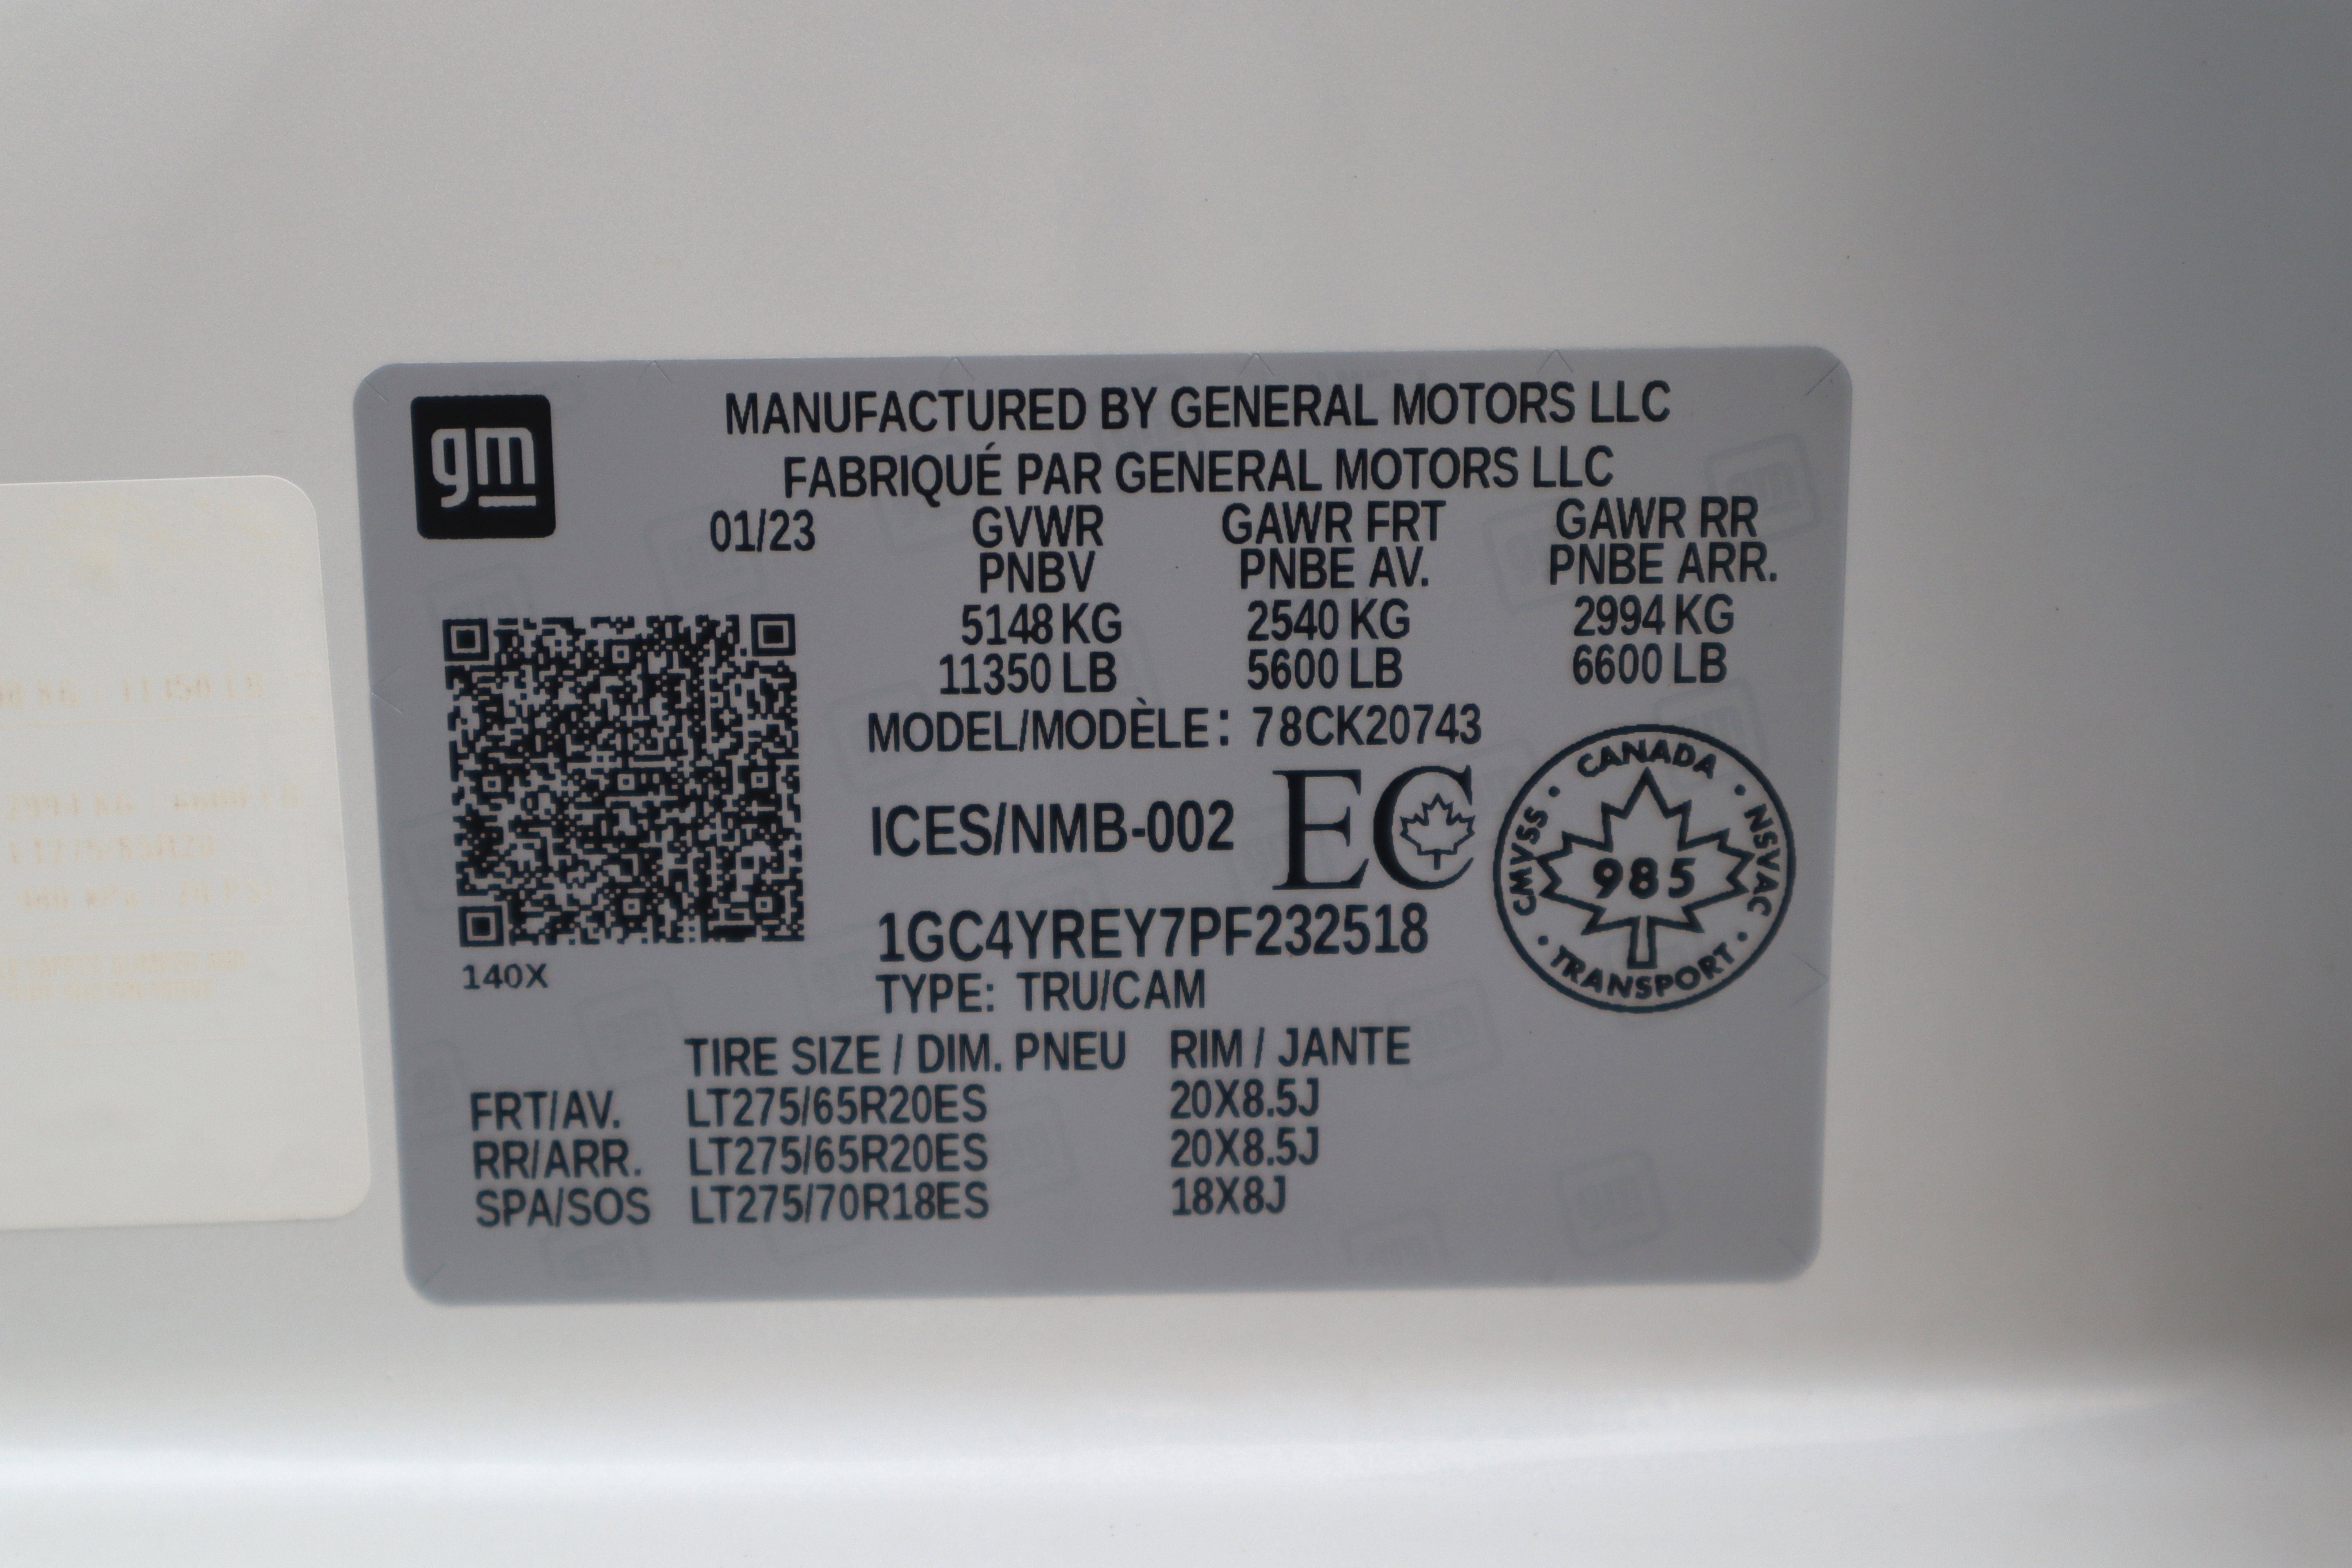 gm
MANUFACTURED BY GENERAL MOTORS LLC
FABRIQUÉ PAR GENERAL MOTORS LLC
01/23 GVWR GAWR FRT GAWR RR
PNBV PNBE AV. PNBE ARR.
5148 KG 2540 KG 2994 KG
11350 LB 5600 LB 6600 LB
MODEL/MODÈLE: 78CK20743
ICES/NMB-002 EC
CANADA
CMVSS • 985 • NSVAC
• TRANSPORT •
1GC4YREY7PF232518
140X
TYPE: TRU/CAM
TIRE SIZE / DIM. PNEU RIM / JANTE
FRT/AV. LT275/65R20ES 20X8.5J
RR/ARR. LT275/65R20ES 20X8.5J
SPA/SOS LT275/70R18ES 18X8J
11350 LB